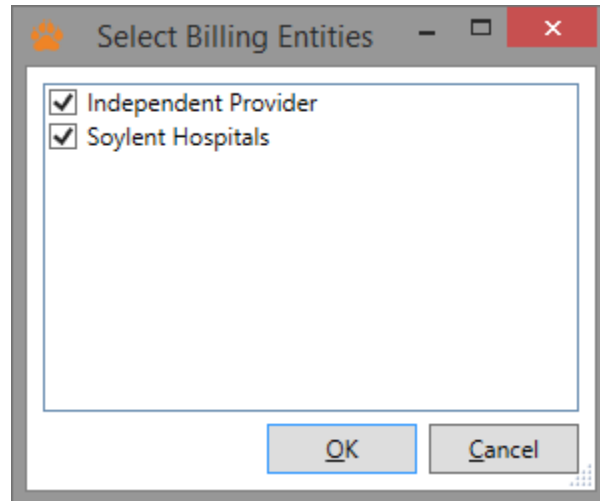 Select Billing Entities
Independent Provider
Soylent Hospitals
OK
Cancel